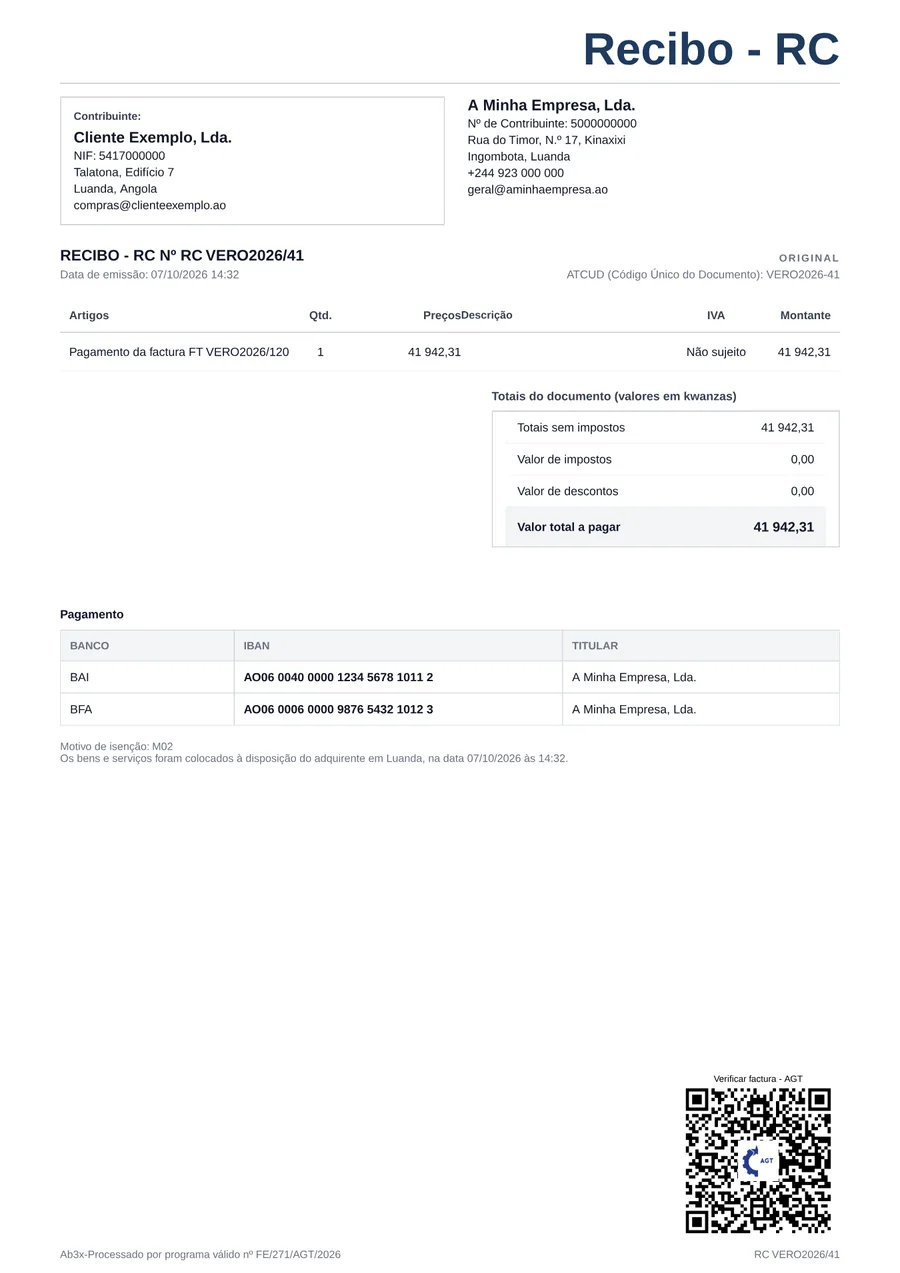 Recibo - RC
Contribuinte:
Cliente Exemplo, Lda.
NIF: 5417000000
Talatona, Edifício 7
Luanda, Angola
compras@clienteexemplo.ao
A Minha Empresa, Lda.
Nº de Contribuinte: 5000000000
Rua do Timor, N.º 17, Kinaxixi
Ingombota, Luanda
+244 923 000 000
geral@aminhaempresa.ao
RECIBO - RC Nº RC VERO2026/41
Data de emissão: 07/10/2026 14:32
ORIGINAL
ATCUD (Código Único do Documento): VERO2026-41
Artigos Qtd. PreçosDescrição IVA Montante
Pagamento da factura FT VERO2026/120 1 41 942,31 Não sujeito 41 942,31
Totais do documento (valores em kwanzas)
Totais sem impostos 41 942,31
Valor de impostos 0,00
Valor de descontos 0,00
Valor total a pagar 41 942,31
Pagamento
BANCO IBAN TITULAR
BAI AO06 0040 0000 1234 5678 1011 2 A Minha Empresa, Lda.
BFA AO06 0006 0000 9876 5432 1012 3 A Minha Empresa, Lda.
Motivo de isenção: M02
Os bens e serviços foram colocados à disposição do adquirente em Luanda, na data 07/10/2026 às 14:32.
Verificar factura - AGT
AGT
Ab3x-Processado por programa válido nº FE/271/AGT/2026
RC VERO2026/41